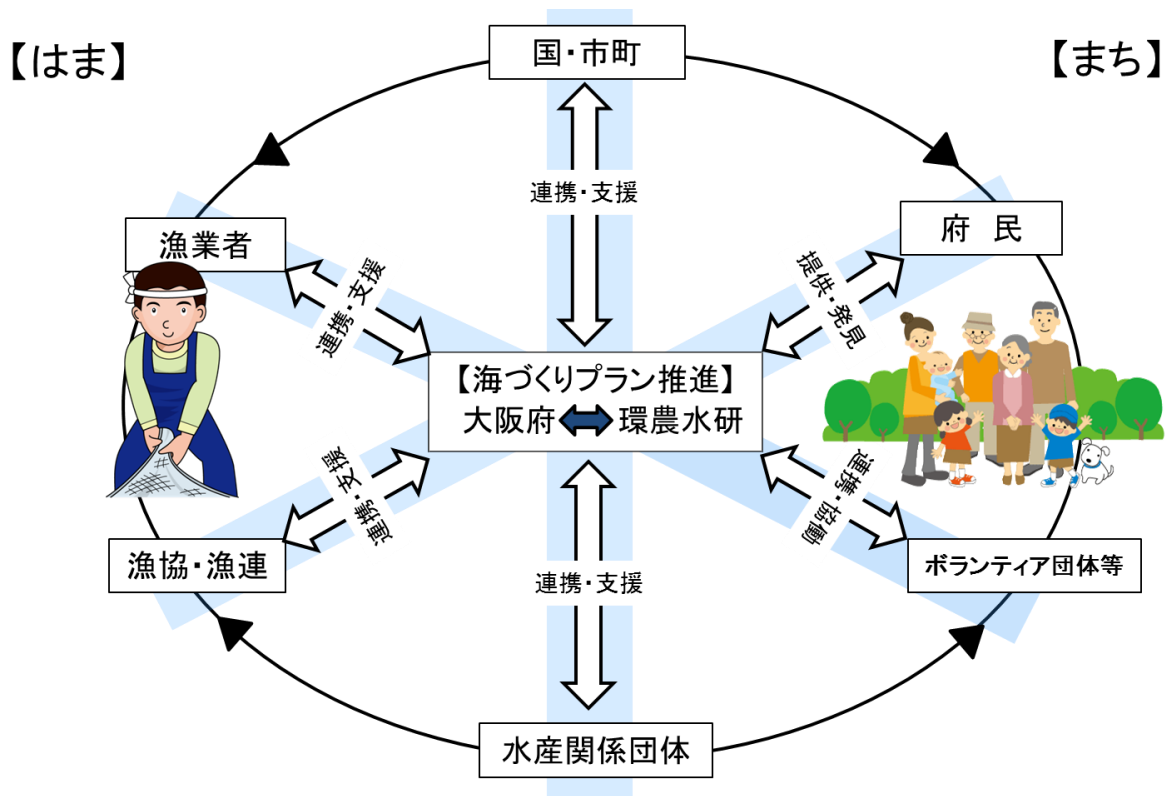 【はま】
国・市町
【まち】
連携・支援
漁業者
府　民
連携・支援
提供・発見
【海づくりプラン推進】
大阪府 環農水研
連携・支援
連携・協働
漁協・漁連
連携・支援
ボランティア団体等
水産関係団体